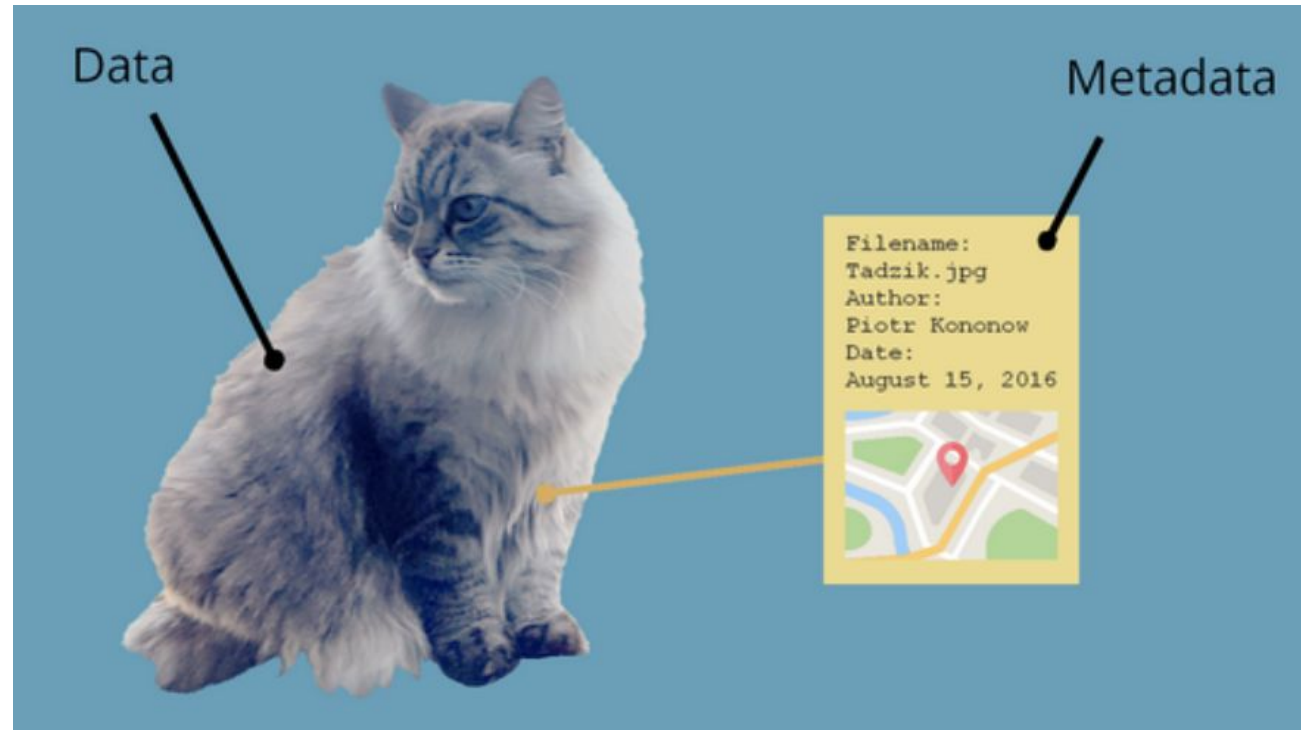 Data
Metadata
Filename:
Tadzik.jpg
Author:
Piotr Kononow
Date:
August 15, 2016